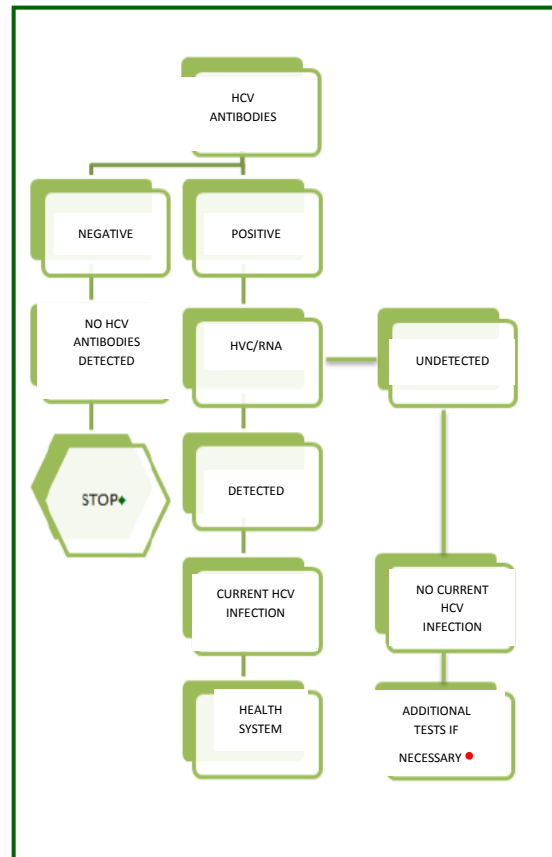 HCV
ANTIBODIES
NEGATIVE
POSITIVE
NO HCV
ANTIBODIES
DETECTED
HVC/RNA
UNDETECTED
STOP♦
DETECTED
CURRENT HCV
INFECTION
NO CURRENT
HCV
INFECTION
HEALTH
SYSTEM
ADDITIONAL
TESTS IF
NECESSARY ●